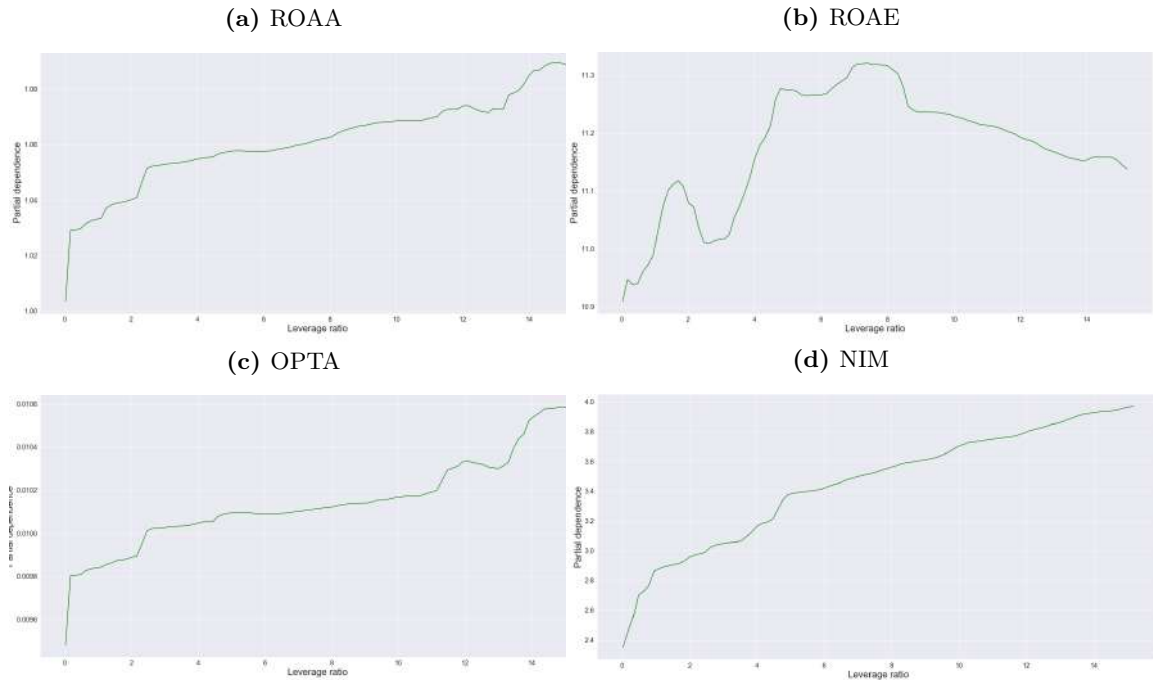 (a) ROAA
1.08
1.06
1.04
1.02
1.00
Partial dependence
0 2 4 6 8 10 12 14
Leverage ratio
(b) ROAE
11.3
11.2
11.1
11.0
10.9
Partial dependence
0 2 4 6 8 10 12 14
Leverage ratio
(c) OPTA
0.0106
0.0104
0.0102
0.0100
0.0098
0.0096
Partial dependence
0 2 4 6 8 10 12 14
Leverage ratio
(d) NIM
4.0
3.8
3.6
3.4
3.2
3.0
2.8
2.6
2.4
Partial dependence
0 2 4 6 8 10 12 14
Leverage ratio